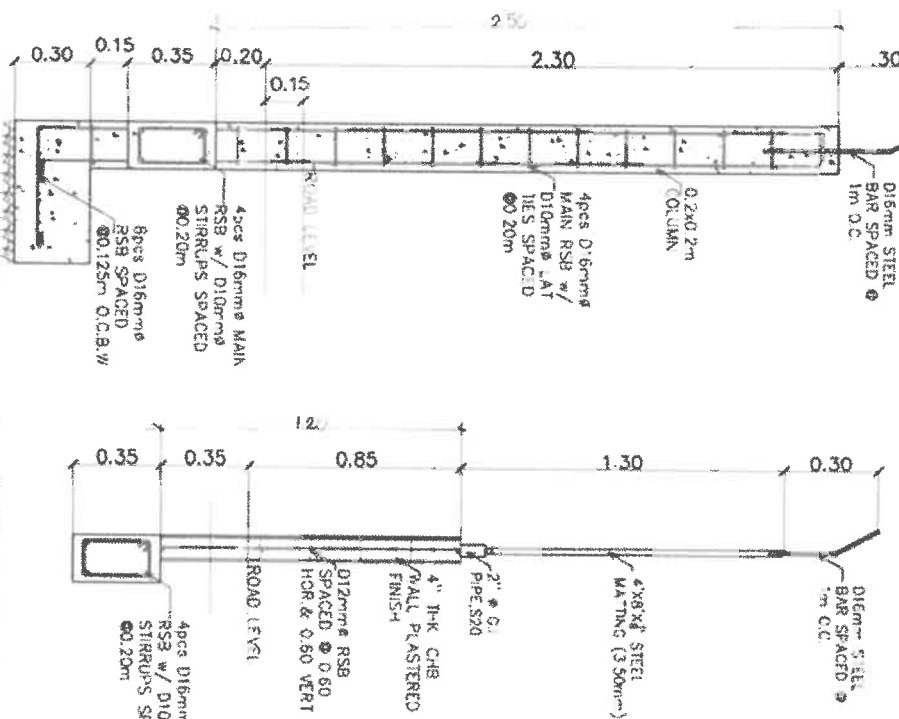 2.50
0.30
0.15
0.35
0.20
2.30
.30
0.15
D16mm STEEL
BAR SPACED @
1m O.C.
0.2x0.2m
COLUMN
4pcs D16mmø
MAIN RSB w/
D10mmø LAT
TIES SPACED
@0.20m
ROAD LEVEL
4pcs D16mmø MAIN
RSB w/ D10mmø
STIRRUPS SPACED
@0.20m
8pcs D16mmø
RSB SPACED
@0.125m O.C.B.W
0.35
0.35
0.85
1.30
0.30
D16mm STEEL
BAR SPACED @
1m O.C.
STEEL
MATTING (3.50mm)
2" ø G.I
PIPE,S20
4" THK CHB
WALL PLASTERED
FINISH
D12mmø RSB
SPACED @ 0.60
HOR.& 0.60 VERT
ROAD LEVEL
4pcs D16mm
RSB w/ D10
STIRRUPS
@0.20m